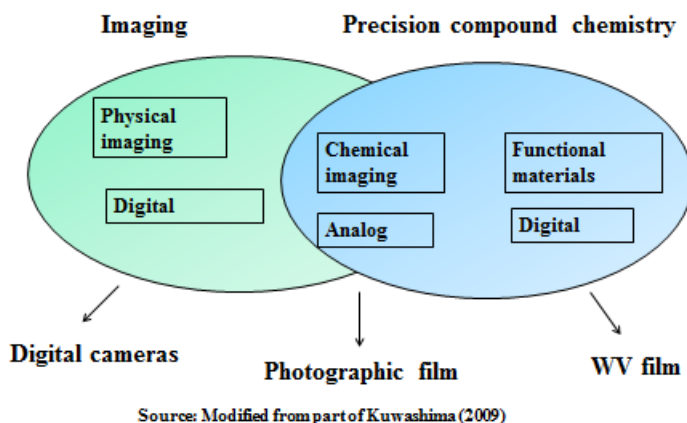 Imaging
Precision compound chemistry
Physical
imaging
Digital
Chemical
imaging
Analog
Functional
materials
Digital
Digital cameras
Photographic film
WV film
Source: Modified from part of Kuwashima (2009)